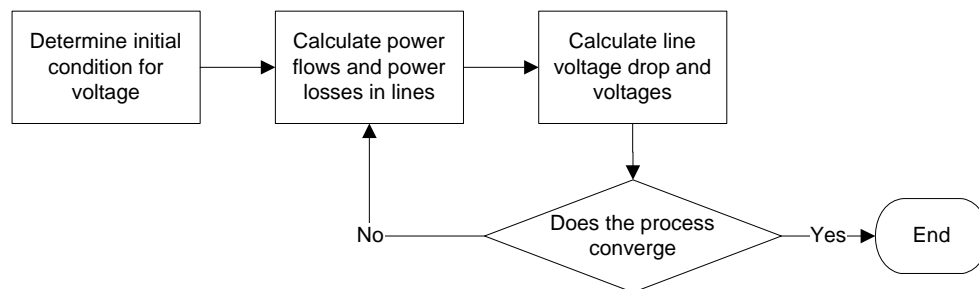 Determine initial
condition for
voltage
Calculate power
flows and power
losses in lines
Calculate line
voltage drop and
voltages
Does the process
converge
No
Yes
End